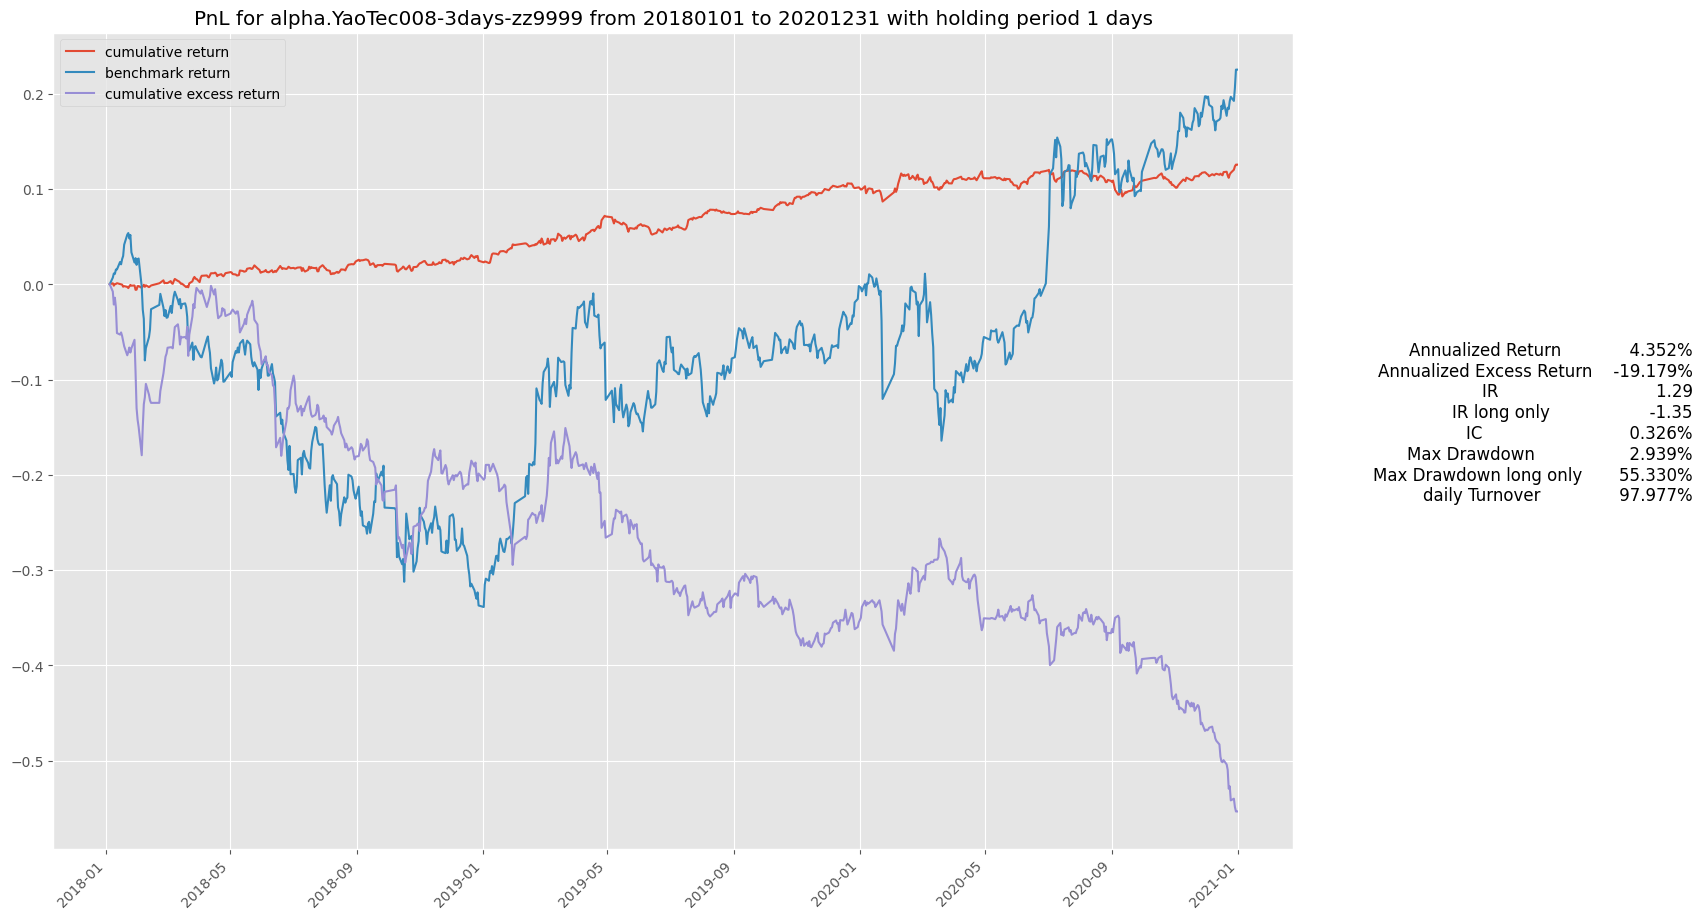 PnL for alpha.YaoTec008-3days-zz9999 from 20180101 to 20201231 with holding period 1 days
cumulative return
benchmark return
cumulative excess return
0.2
0.1
0.0
−0.1
−0.2
−0.3
−0.4
−0.5
2018-01
2018-05
2018-09
2019-01
2019-05
2019-09
2020-01
2020-05
2020-09
2021-01
Annualized Return 4.352%
Annualized Excess Return -19.179%
IR 1.29
IR long only -1.35
IC 0.326%
Max Drawdown 2.939%
Max Drawdown long only 55.330%
daily Turnover 97.977%